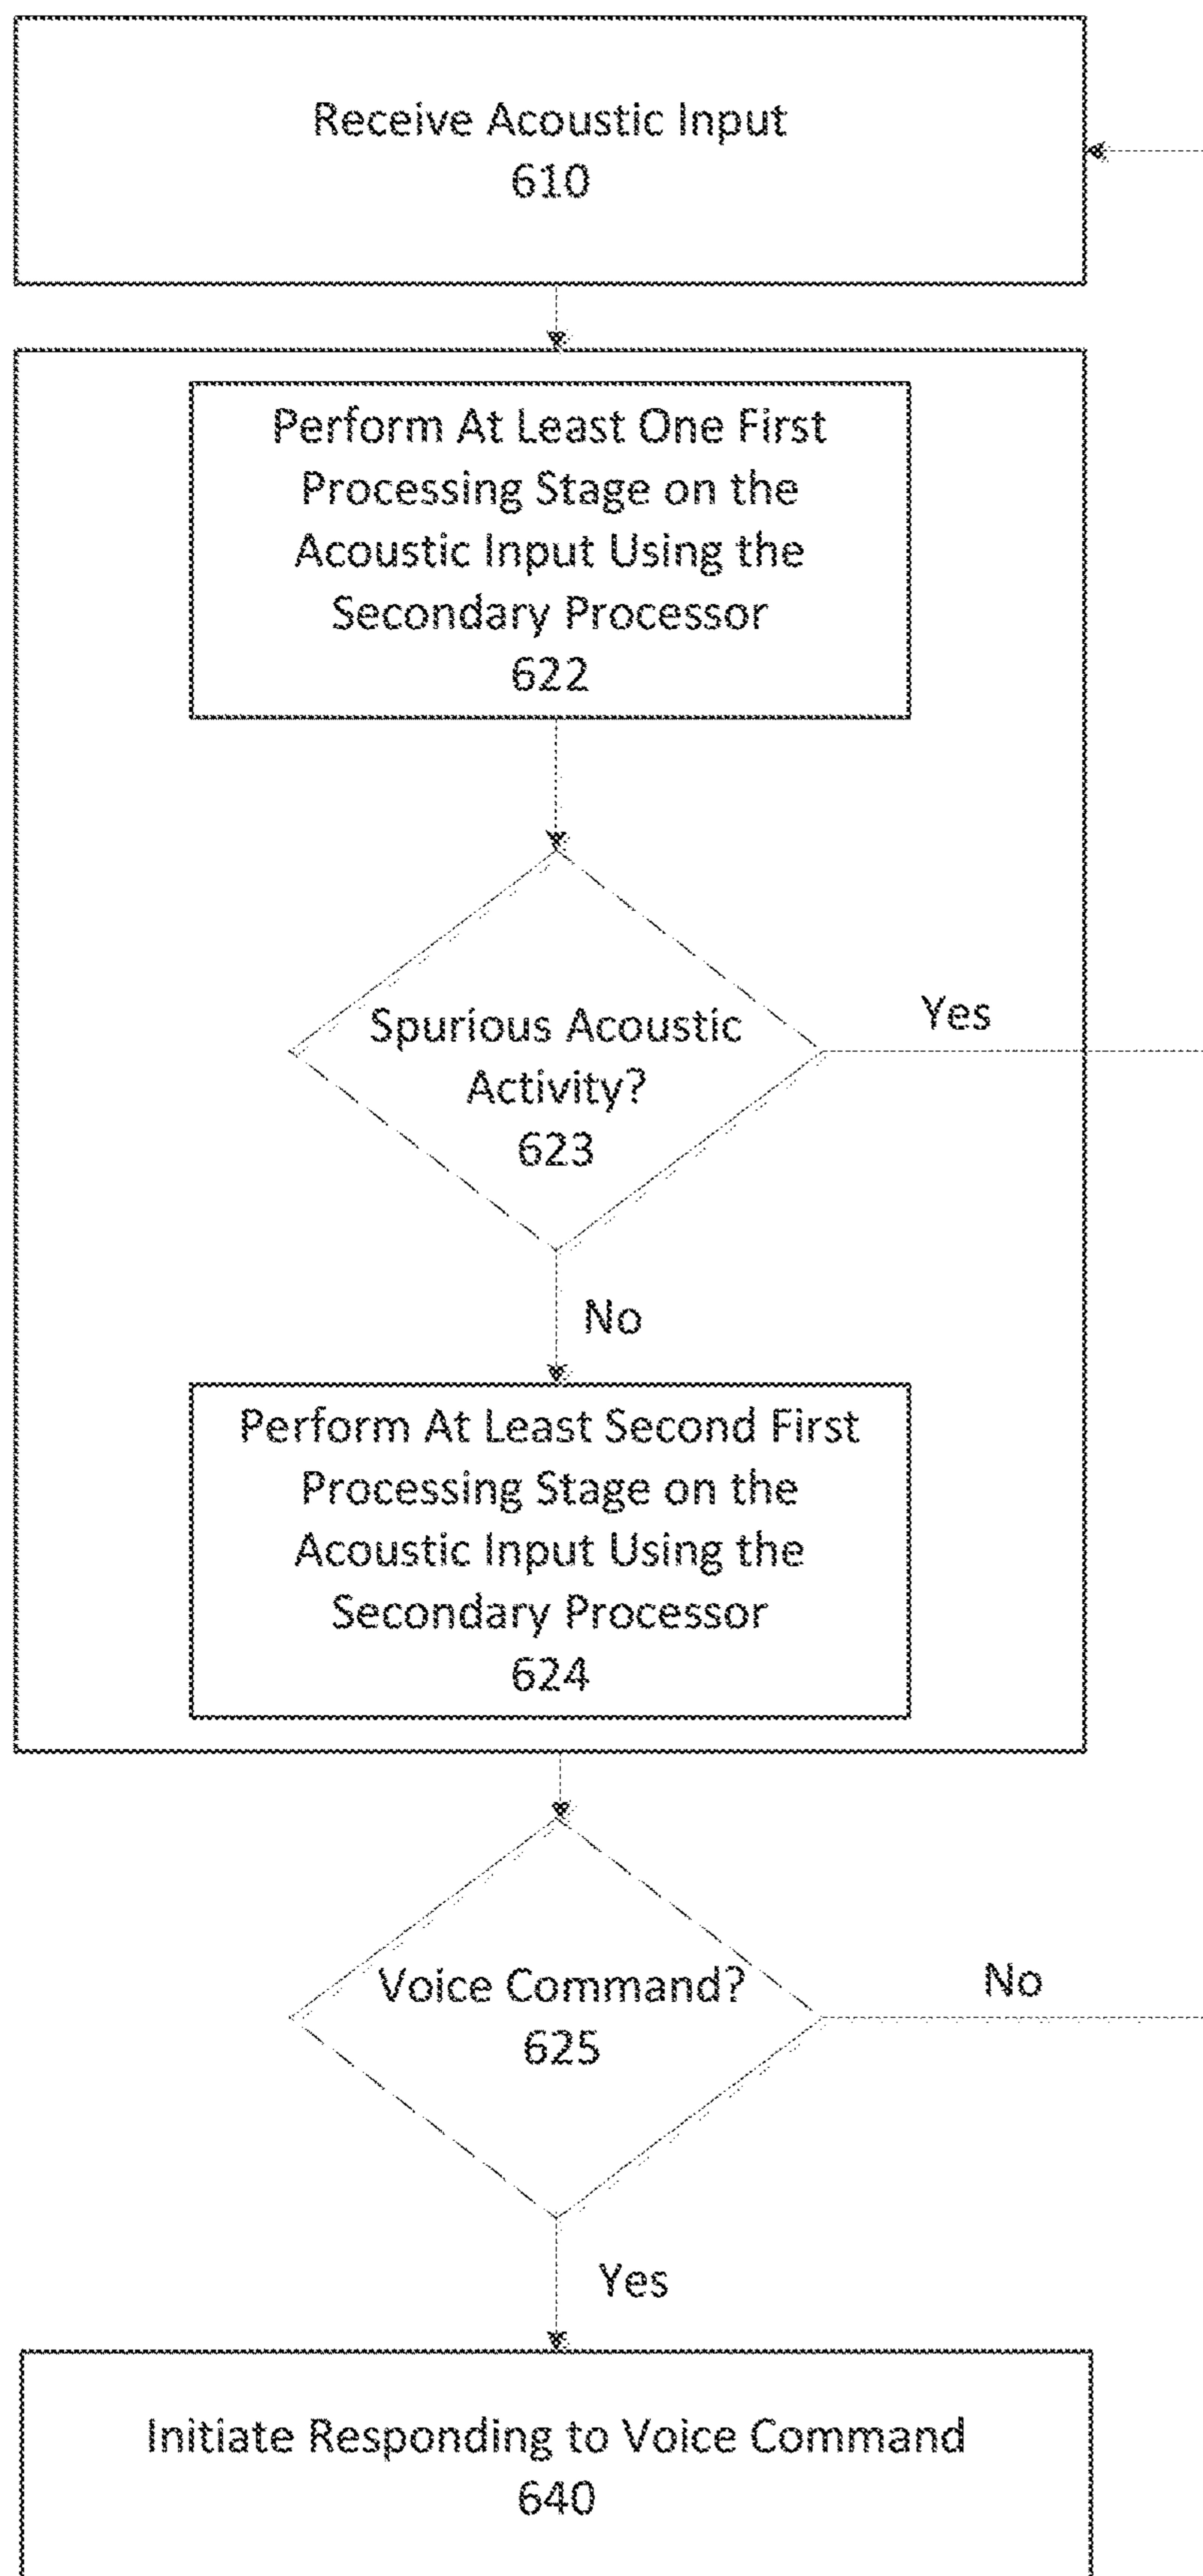 Receive Acoustic Input
610
Perform At Least One First
Processing Stage on the
Acoustic Input Using the
Secondary Processor
622
Spurious Acoustic
Activity?
623
Yes
No
Perform At Least Second First
Processing Stage on the
Acoustic Input Using the
Secondary Processor
624
Voice Command?
625
No
Yes
Initiate Responding to Voice Command
640